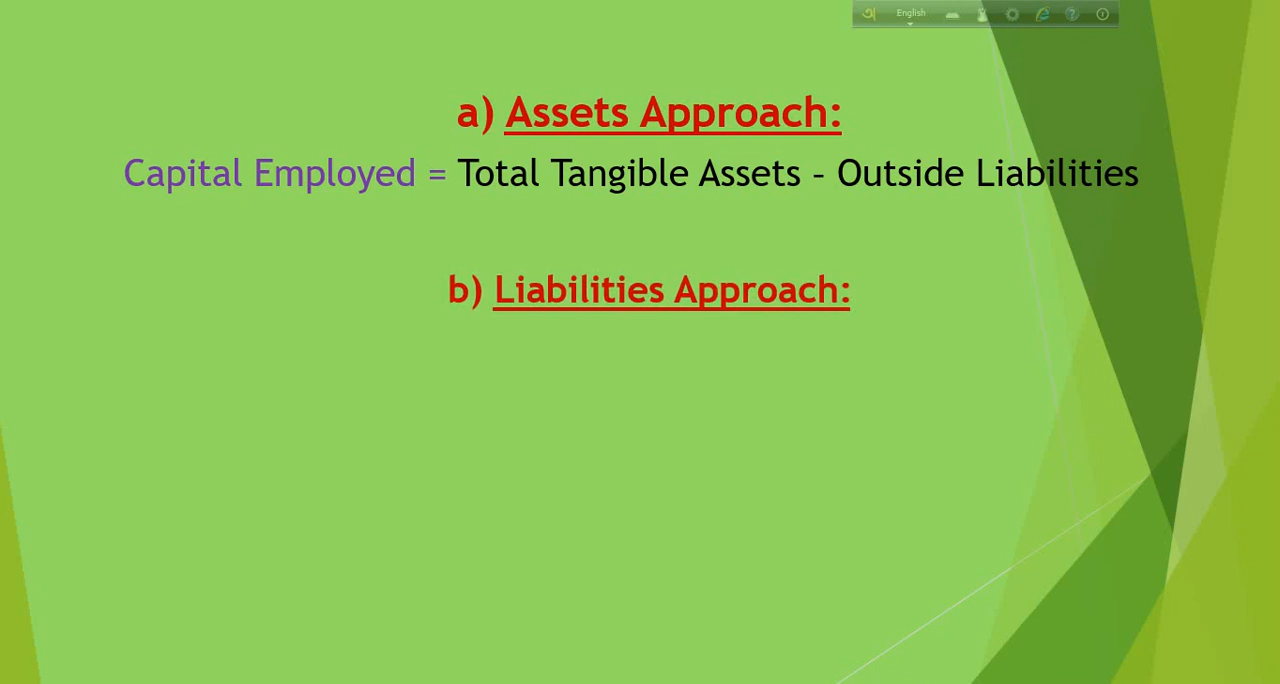 অ English
a) Assets Approach:
Capital Employed = Total Tangible Assets – Outside Liabilities
b) Liabilities Approach: